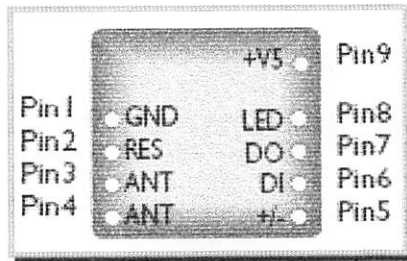 +V5 Pin9
Pin1 GND LED Pin8
Pin2 RES DO Pin7
Pin3 ANT DI Pin6
Pin4 ANT +/- Pin5